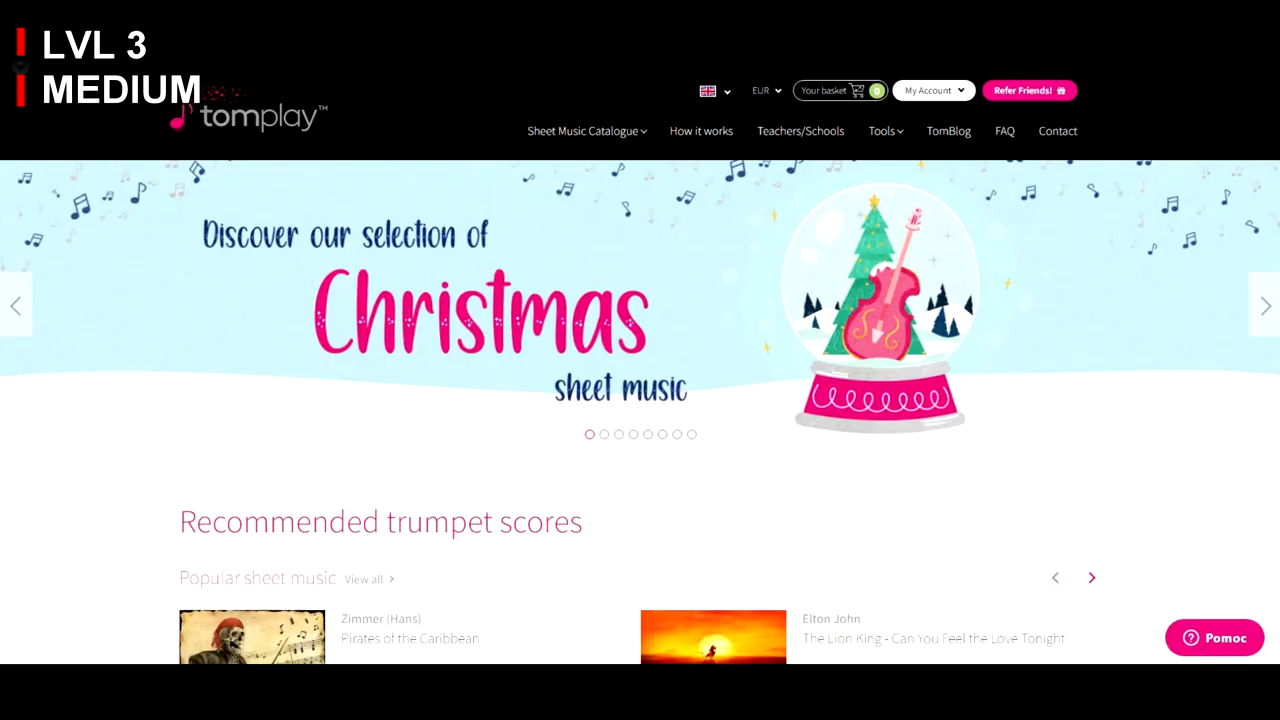 LVL 3
MEDIUM
tomplay™
EUR
Your basket 0
My Account
Refer Friends!
Sheet Music Catalogue
How it works
Teachers/Schools
Tools
TomBlog
FAQ
Contact
Discover our selection of
Christmas
sheet music
Recommended trumpet scores
Popular sheet music View all
Zimmer (Hans)
Pirates of the Caribbean
Elton John
The Lion King - Can You Feel the Love Tonight
Pomoc